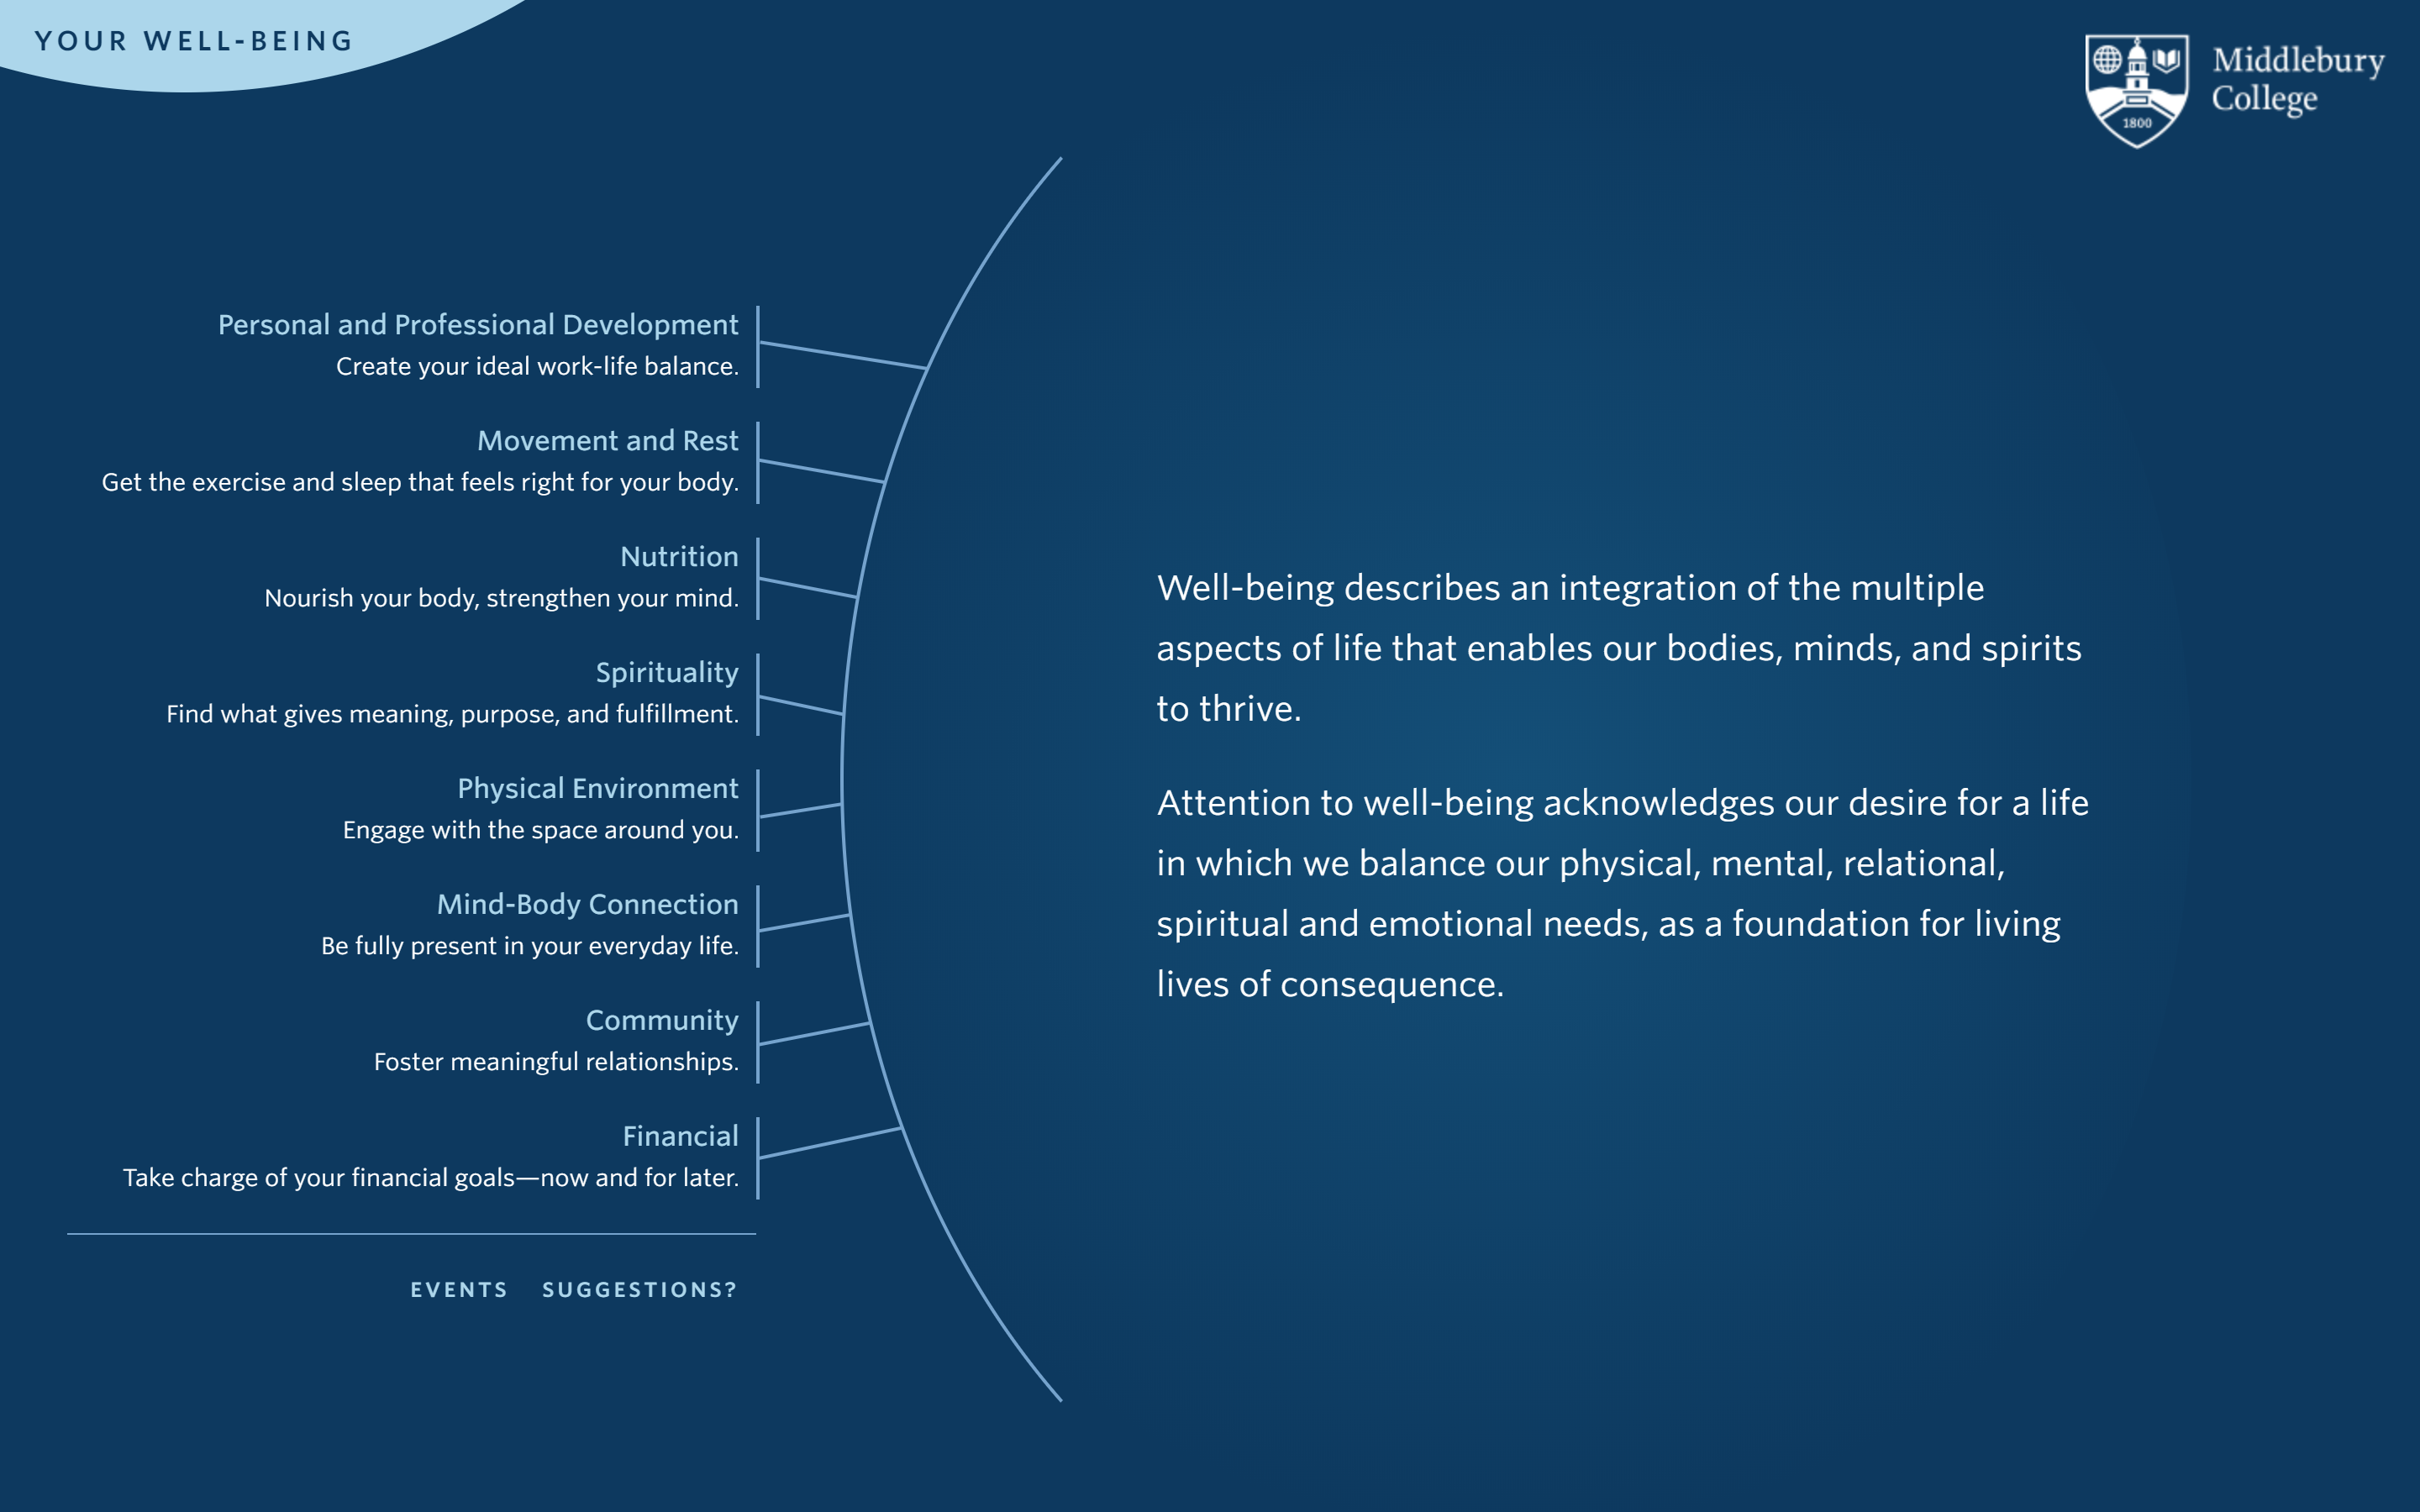 YOUR WELL-BEING
Middlebury
College
1800
Personal and Professional Development
Create your ideal work-life balance.
Movement and Rest
Get the exercise and sleep that feels right for your body.
Nutrition
Nourish your body, strengthen your mind.
Spirituality
Find what gives meaning, purpose, and fulfillment.
Physical Environment
Engage with the space around you.
Mind-Body Connection
Be fully present in your everyday life.
Community
Foster meaningful relationships.
Financial
Take charge of your financial goals—now and for later.
EVENTS SUGGESTIONS?
Well-being describes an integration of the multiple
aspects of life that enables our bodies, minds, and spirits
to thrive.
Attention to well-being acknowledges our desire for a life
in which we balance our physical, mental, relational,
spiritual and emotional needs, as a foundation for living
lives of consequence.